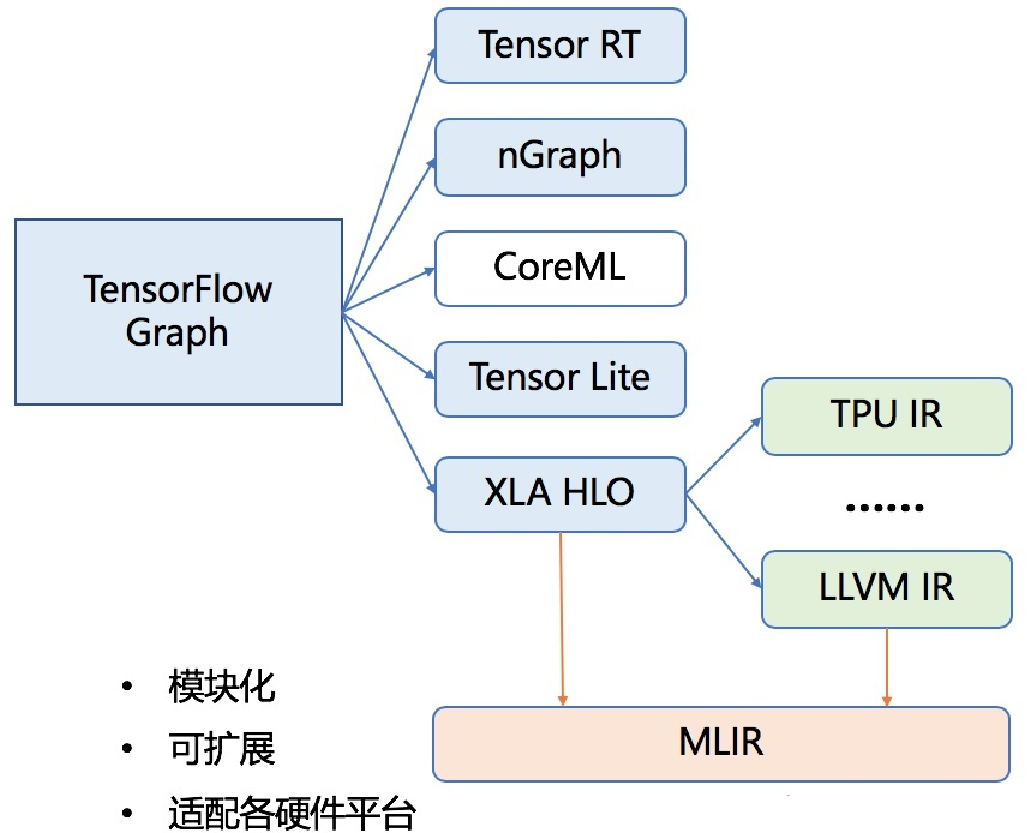 Tensor RT
nGraph
CoreML
TensorFlow
Graph
Tensor Lite
TPU IR
XLA HLO
......
LLVM IR
MLIR
• 模块化
• 可扩展
• 适配各硬件平台